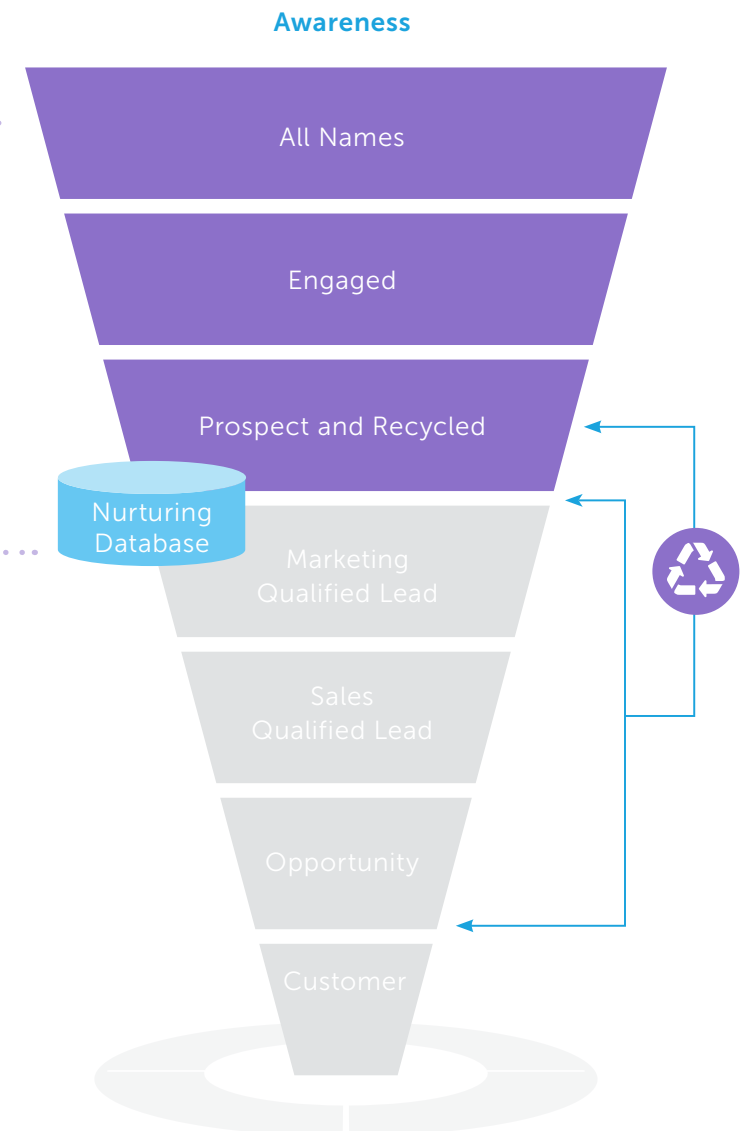 Awareness
All Names
Engaged
Prospect and Recycled
Nurturing
Database
Marketing
Qualified Lead
Sales
Qualified Lead
Opportunity
Customer